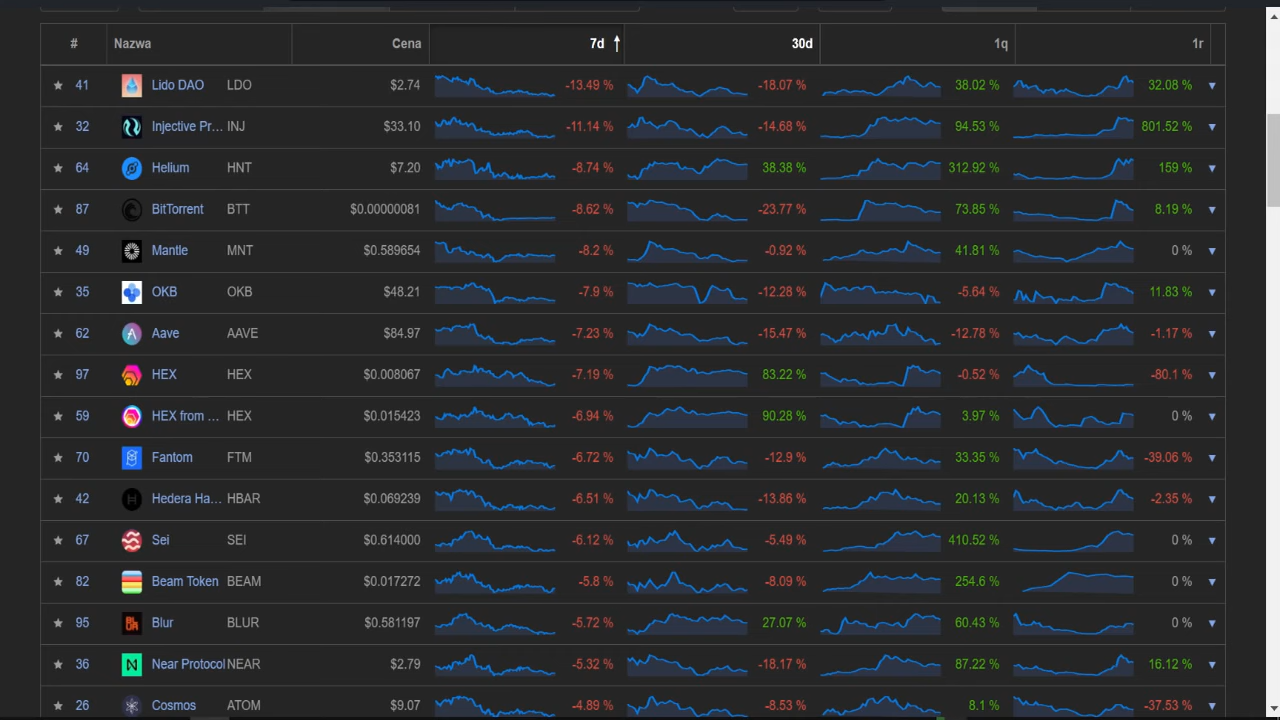 # Nazwa Cena 7d ↑ 30d 1q 1r
★ 41 Lido DAO LDO $2.74 -13.49 % -18.07 % 38.02 % 32.08 % ▼
★ 32 Injective Pr... INJ $33.10 -11.14 % -14.68 % 94.53 % 801.52 % ▼
★ 64 Helium HNT $7.20 -8.74 % 38.38 % 312.92 % 159 % ▼
★ 87 BitTorrent BTT $0.00000081 -8.62 % -23.77 % 73.85 % 8.19 % ▼
★ 49 Mantle MNT $0.589654 -8.2 % -0.92 % 41.81 % 0 % ▼
★ 35 OKB OKB $48.21 -7.9 % -12.28 % -5.64 % 11.83 % ▼
★ 62 Aave AAVE $84.97 -7.23 % -15.47 % -12.78 % -1.17 % ▼
★ 97 HEX HEX $0.008067 -7.19 % 83.22 % -0.52 % -80.1 % ▼
★ 59 HEX from ... HEX $0.015423 -6.94 % 90.28 % 3.97 % 0 % ▼
★ 70 Fantom FTM $0.353115 -6.72 % -12.9 % 33.35 % -39.06 % ▼
★ 42 Hedera Ha... HBAR $0.069239 -6.51 % -13.86 % 20.13 % -2.35 % ▼
★ 67 Sei SEI $0.614000 -6.12 % -5.49 % 410.52 % 0 % ▼
★ 82 Beam Token BEAM $0.017272 -5.8 % -8.09 % 254.6 % 0 % ▼
★ 95 Blur BLUR $0.581197 -5.72 % 27.07 % 60.43 % 0 % ▼
★ 36 Near Protocol NEAR $2.79 -5.32 % -18.17 % 87.22 % 16.12 % ▼
★ 26 Cosmos ATOM $9.07 -4.89 % -8.53 % 8.1 % -37.53 % ▼